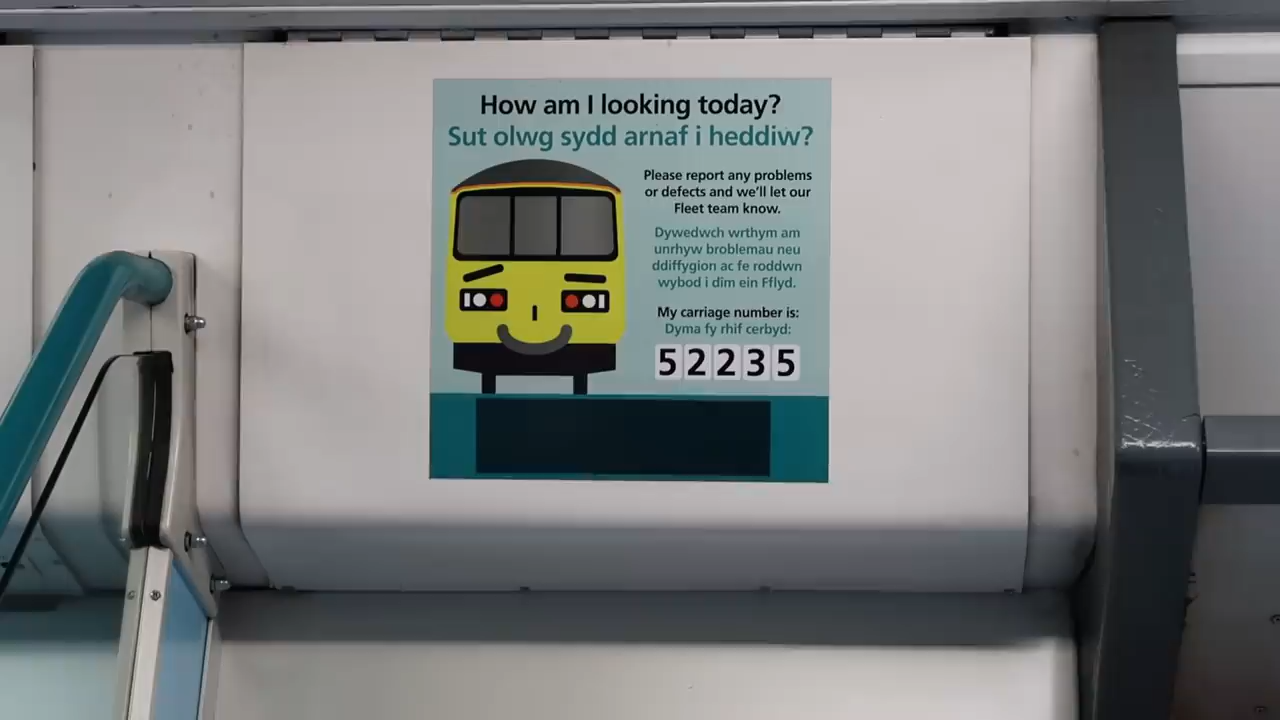 How am I looking today?
Sut olwg sydd arnaf i heddiw?
Please report any problems
or defects and we'll let our
Fleet team know.
Dywedwch wrthym am
unrhyw broblemau neu
ddiffygion ac fe roddwn
wybod i dîm ein Fflyd.
My carriage number is:
Dyma fy rhif cerbyd:
52235